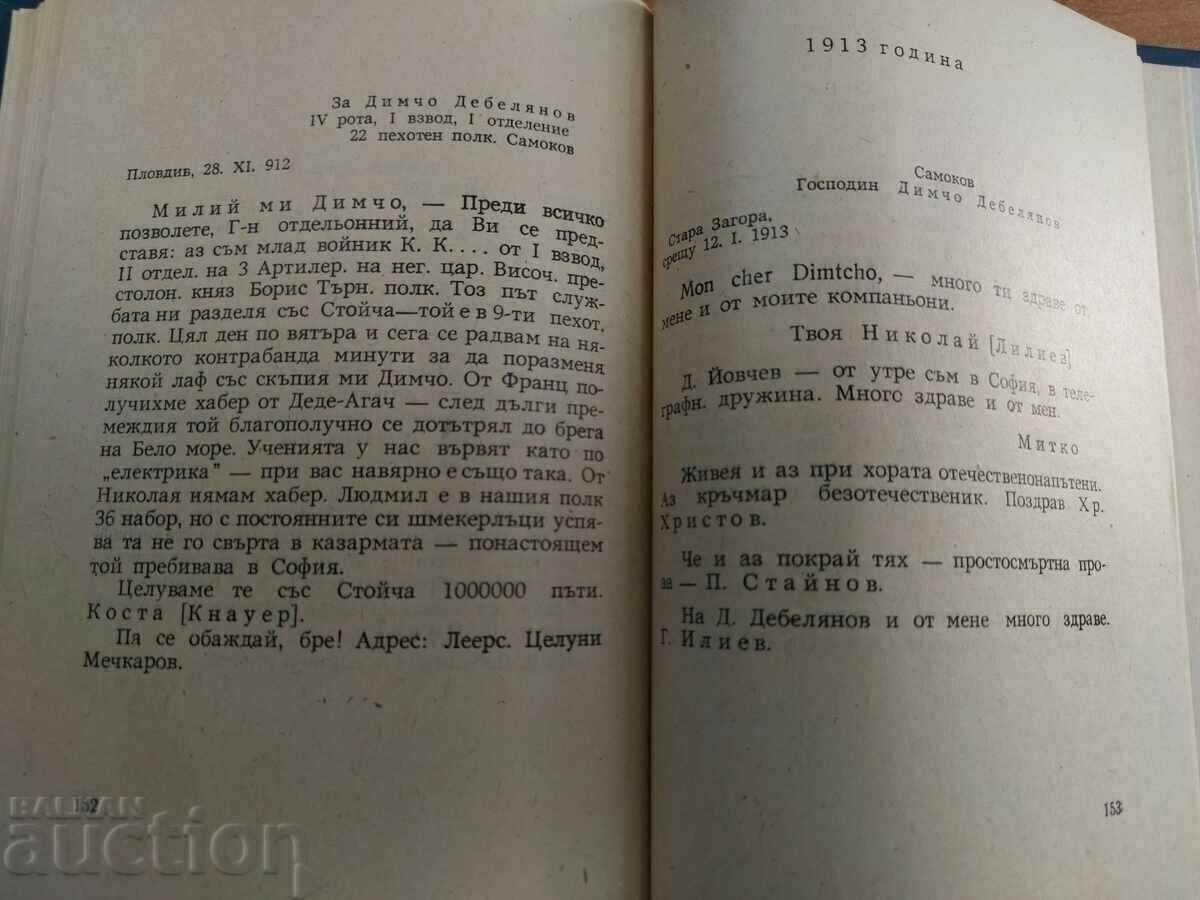 За Димчо Дебелянов
IV рота, I взвод, I отделение
22 пехотен полк. Самоков
Пловдив, 28. XI. 912
Милий ми Димчо, — Преди всичко
позволете, Г-н отдельонний, да Ви се пред-
ставя: аз съм млад войник К. К.... от I взвод,
II отдел. на 3 Артилер. на нег. цар. Височ. пре-
столон. княз Борис Търн. полк. Тоз път служ-
бата ни разделя със Стойча—той е в 9-ти пехот.
полк. Цял ден по вятъра и сега се радвам на ня-
колкото контрабанда минути за да поразменя
някой лаф със скъпия ми Димчо. От Франц по-
лучихме хабер от Деде-Агач — след дълги пре-
междия той благополучно се дотътрял до брега
на Бело море. Ученията у нас вървят като по
„електрика" — при вас навярно е също така. От
Николая нямам хабер. Людмил е в нашия полк
36 набор, но с постоянните си шмекерлъци успя-
ва та не го свърта в казармата — понастоящем
той пребивава в София.
Целуваме те със Стойча 1000000 пъти.
Коста [Кнауер].
Па се обаждай, бре! Адрес: Леерс. Целуни
Мечкаров.
152
1913 година
Самоков
Господин Димчо Дебелянов
Стара Загора,
срещу 12. I. 1913
Mon cher Dimtcho, — много ти здраве от
мене и от моите компаньони.
Твоя Николай [Лилиев]
Д. Йовчев — от утре съм в София, в теле-
графн. дружина. Много здраве и от мен.
Митко
Живея и аз при хората отечественонапътени.
Аз кръчмар безотечественик. Поздрав Хр.
Христов.
Че и аз покрай тях — простосмъртна про-
за — П. Стайнов.
На Д. Дебелянов и от мене много здраве.
Г. Илиев.
153
BALKAN
auction